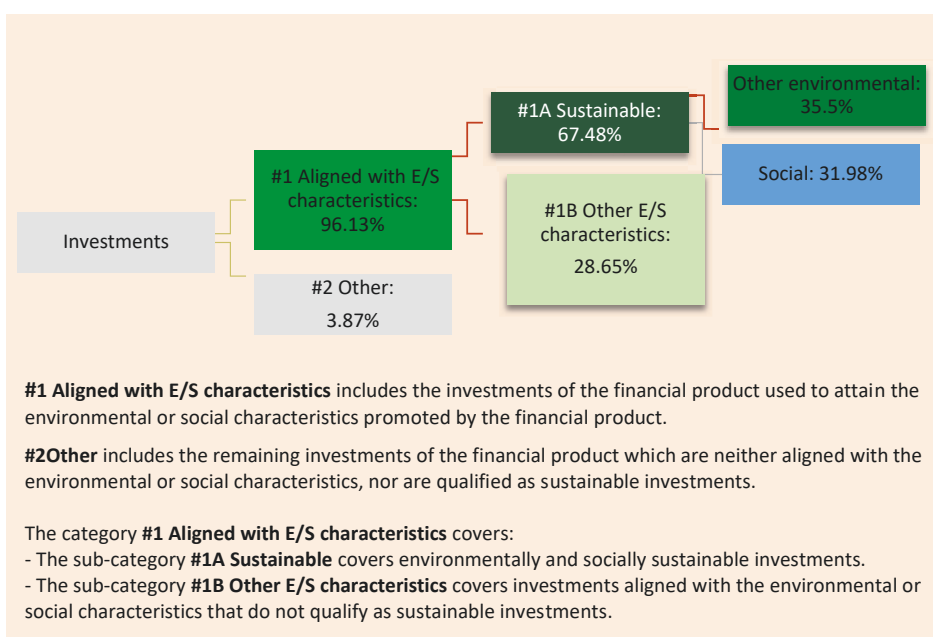 Investments
#1 Aligned with E/S
characteristics:
96.13%
#2 Other:
3.87%
#1A Sustainable:
67.48%
#1B Other E/S
characteristics:
28.65%
Other environmental:
35.5%
Social: 31.98%
#1 Aligned with E/S characteristics includes the investments of the financial product used to attain the
environmental or social characteristics promoted by the financial product.
#2Other includes the remaining investments of the financial product which are neither aligned with the
environmental or social characteristics, nor are qualified as sustainable investments.
The category #1 Aligned with E/S characteristics covers:
- The sub-category #1A Sustainable covers environmentally and socially sustainable investments.
- The sub-category #1B Other E/S characteristics covers investments aligned with the environmental or
social characteristics that do not qualify as sustainable investments.